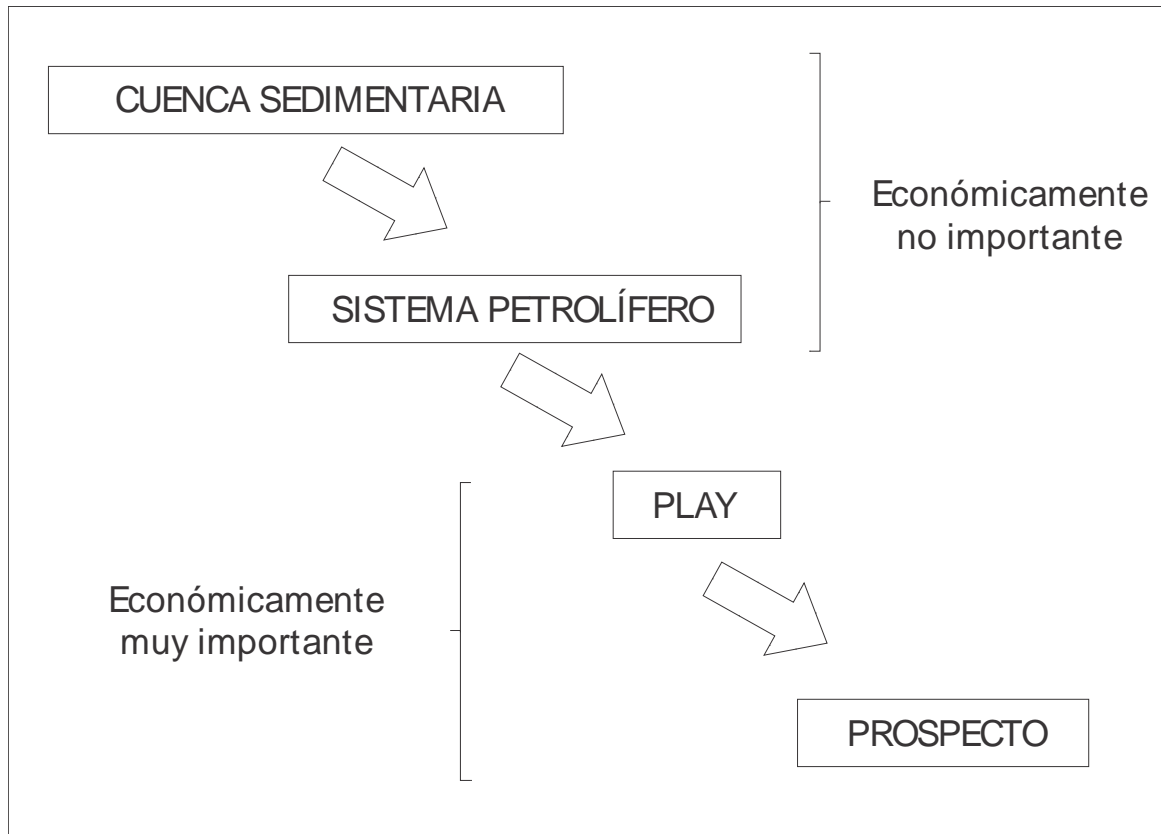 CUENCA SEDIMENTARIA
Económicamente
no importante
SISTEMA PETROLÍFERO
PLAY
Económicamente
muy importante
PROSPECTO